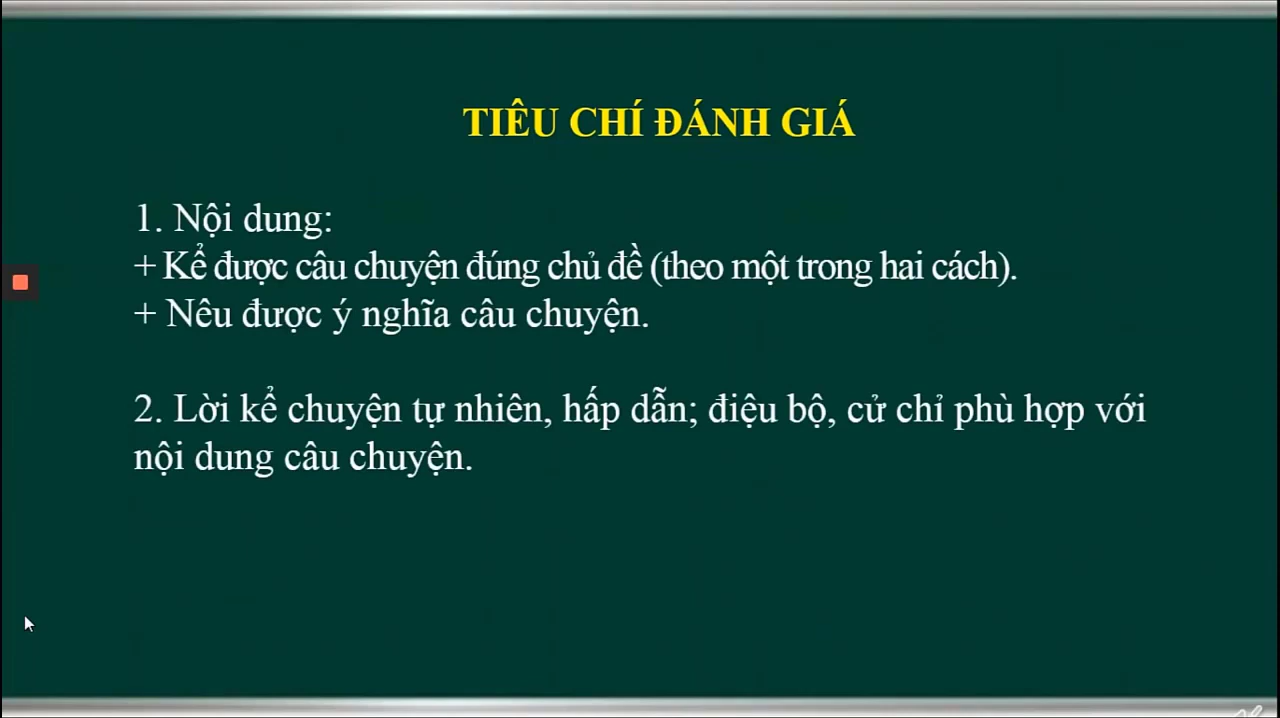 TIÊU CHÍ ĐÁNH GIÁ
1. Nội dung:
+ Kể được câu chuyện đúng chủ đề (theo một trong hai cách).
+ Nêu được ý nghĩa câu chuyện.
2. Lời kể chuyện tự nhiên, hấp dẫn; điệu bộ, cử chỉ phù hợp với
nội dung câu chuyện.